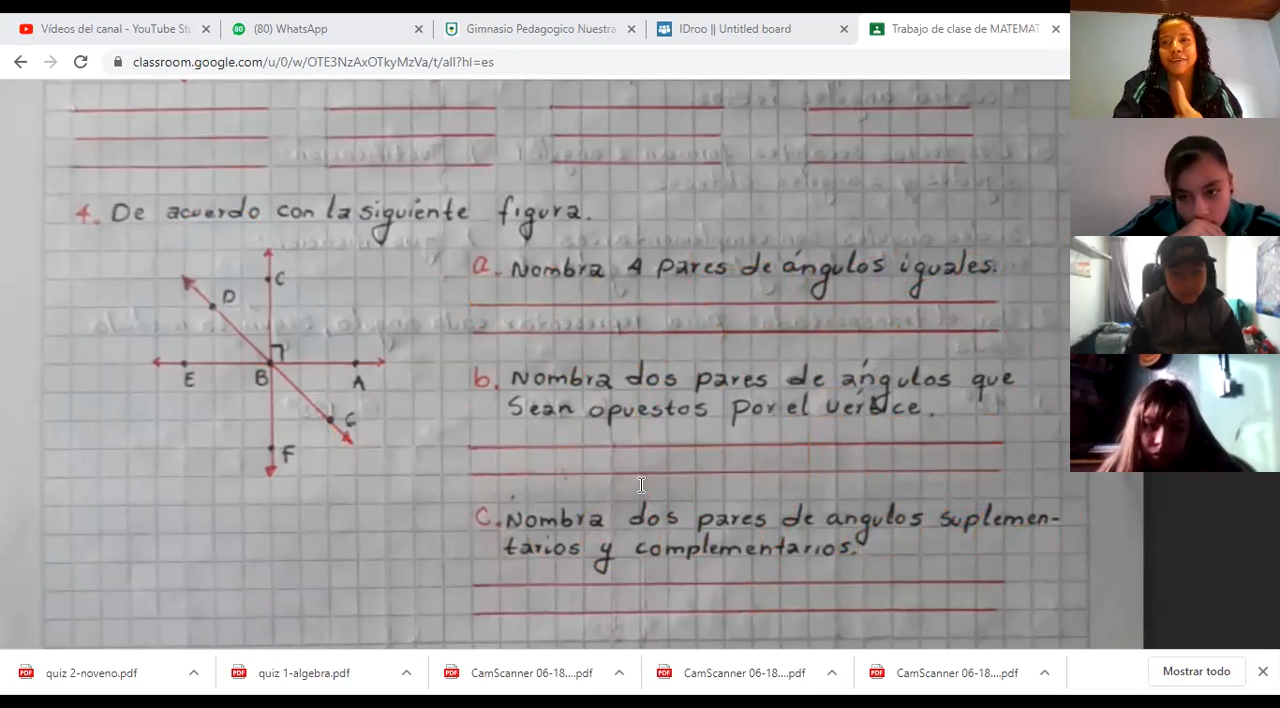 Vídeos del canal - YouTube St
(80) WhatsApp
Gimnasio Pedagogico Nuestra
IDroo || Untitled board
Trabajo de clase de MATEMAT
classroom.google.com/u/0/w/OTE3NzAxOTkyMzVa/t/all?hl=es
4. De acuerdo con la siguiente figura.
C
D
E
B
A
G
F
a. Nombra 4 pares de ángulos iguales.
b. Nombra dos pares de ángulos que
Sean opuestos por el vértice.
c. Nombra dos pares de angulos suplemen-
tarios y complementarios.
quiz 2-noveno.pdf
quiz 1-algebra.pdf
CamScanner 06-18....pdf
CamScanner 06-18....pdf
CamScanner 06-18....pdf
Mostrar todo